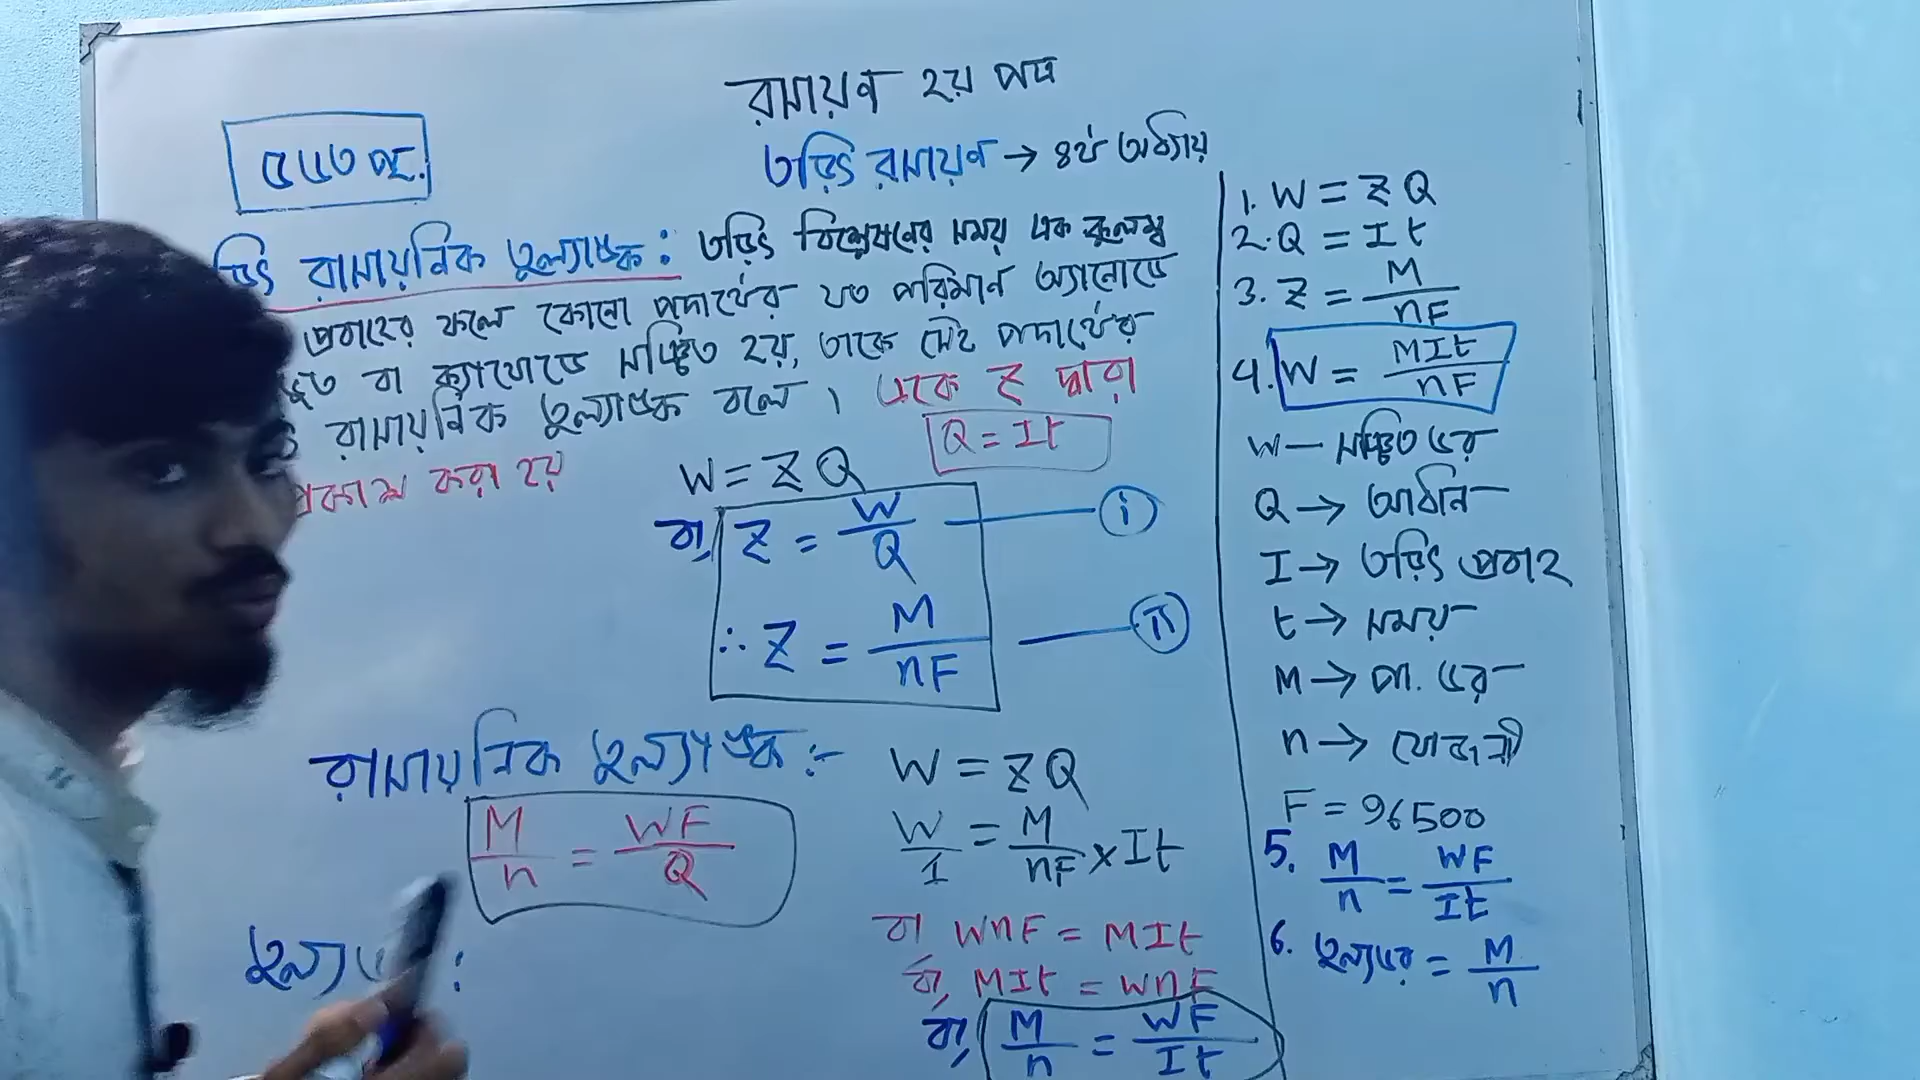 রসায়ন ২য় পত্র
তড়িৎ রসায়ন → ৪র্থ অধ্যায়
৫৬৩ পৃ.
তড়িৎ রাসায়নিক তুল্যাঙ্ক: তড়িৎ বিশ্লেষনের সময় এক কুলম্ব
প্রবাহের ফলে কোনো পদার্থের যত পরিমান অ্যানোডে
বা ক্যাথোডে সঞ্চিত হয়, তাকে সেই পদার্থের
রাসায়নিক তুল্যাঙ্ক বলে। একে Z দ্বারা
প্রকাশ করা হয়
Q = It
W = ZQ
বা, Z = W/Q — i
∴ Z = M/nF — ii
রাসায়নিক তুল্যাঙ্ক :-
M/n = WF/Q
W = ZQ
W/1 = M/nF × It
বা, WnF = MIt
বা, MIt = WnF
বা, M/n = WF/It
1. W = ZQ
2. Q = It
3. Z = M/nF
4. W = MIt/nF
W — সঞ্চিত ভর
Q → আধান
I → তড়িৎ প্রবাহ
t → সময়
M → পা. ভর
n → যোজনী
F = 96500
5. M/n = WF/It
6. তুল্যভর = M/n